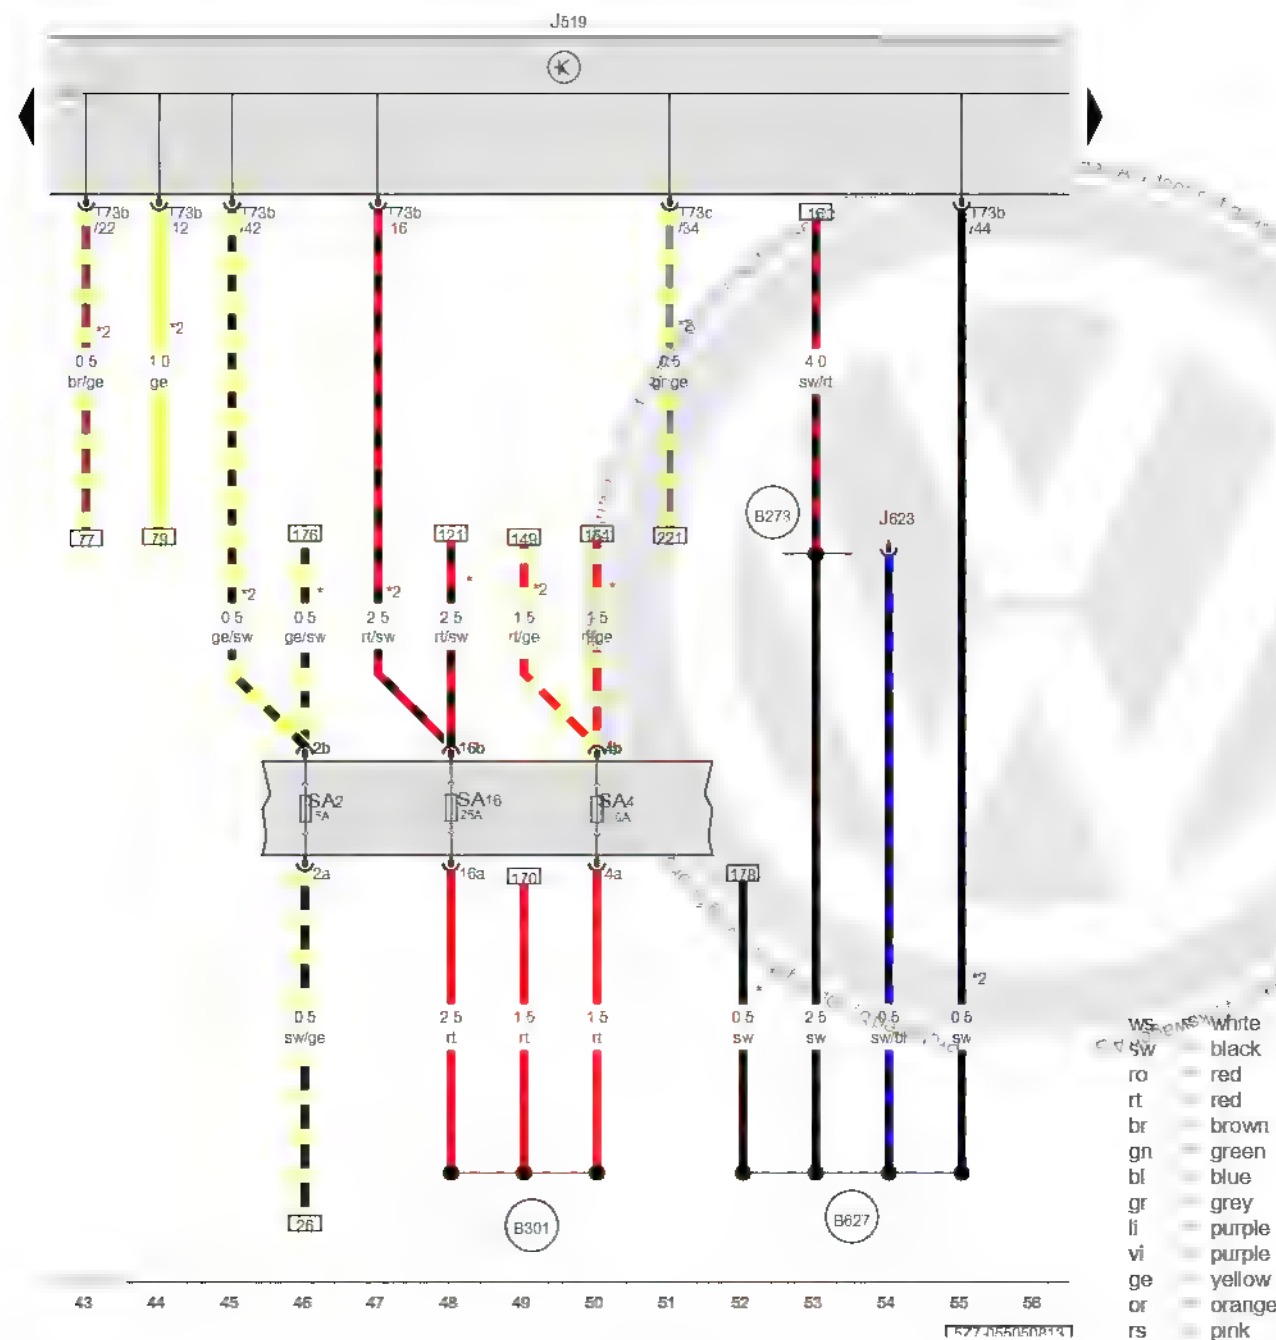 J519
K
T73b /22
T73b 12
T73b /42
T73b 16
T73c /34
T73b /44
*2
*2
0.5 br/ge
1.0 ge
0.5
4.0 sw/rt
B273
J623
77
79
176
121
149
164
221
*2
*
*2
*
*2
*
0.5 ge/sw
0.5 ge/sw
2.5 rt/sw
2.5 rt/sw
1.5 rt/ge
1.5 rt/ge
2b
16b
4b
SA2 5A
SA16 25A
SA4
2a
16a
170
4a
178
*
*2
0.5 sw/ge
2.5 rt
1.5 rt
1.5 rt
0.5 sw
2.5 sw
0.5 sw/bl
0.5 sw
26
B301
B627
ws = white
sw = black
ro = red
rt = red
br = brown
gn = green
bl = blue
gr = grey
li = purple
vi = purple
ge = yellow
or = orange
rs = pink
43 44 45 46 47 48 49 50 51 52 53 54 55 56